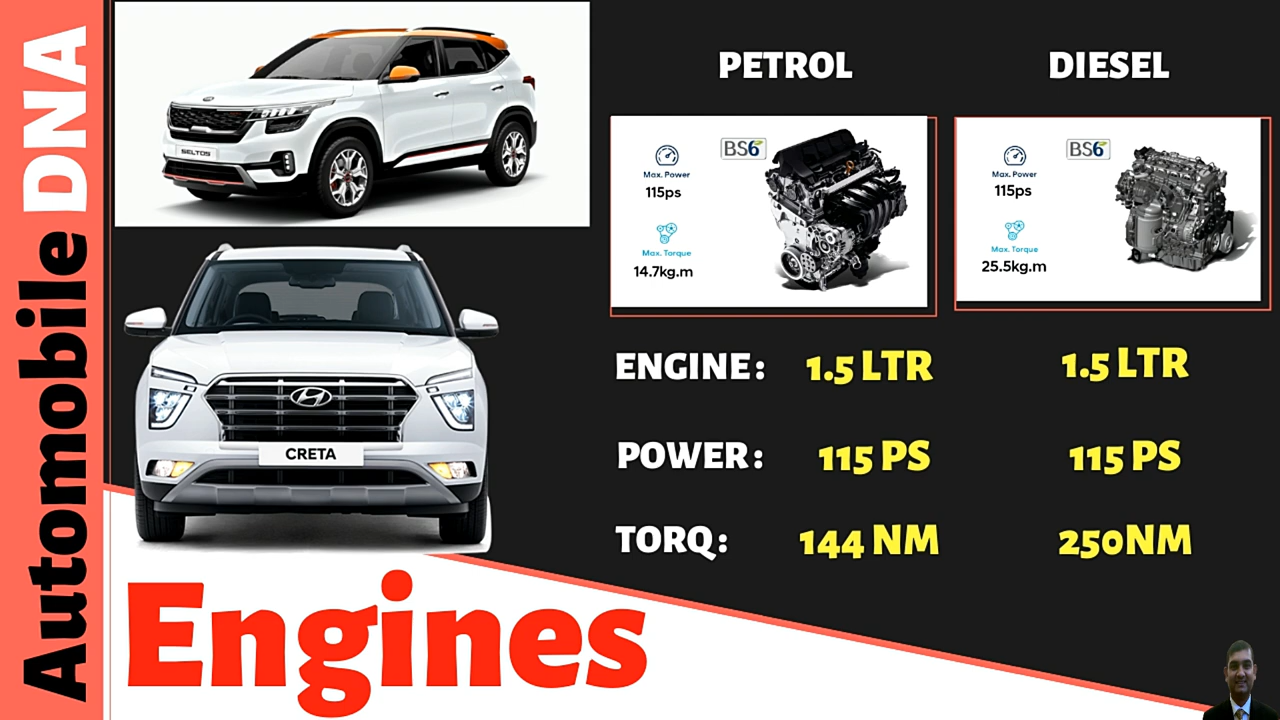 Automobile DNA
SELTOS
CRETA
Engines
PETROL
DIESEL
BS6
Max. Power
115ps
Max. Torque
14.7kg.m
BS6
Max. Power
115ps
Max. Torque
25.5kg.m
ENGINE: 1.5 LTR 1.5 LTR
POWER: 115 PS 115 PS
TORQ: 144 NM 250NM